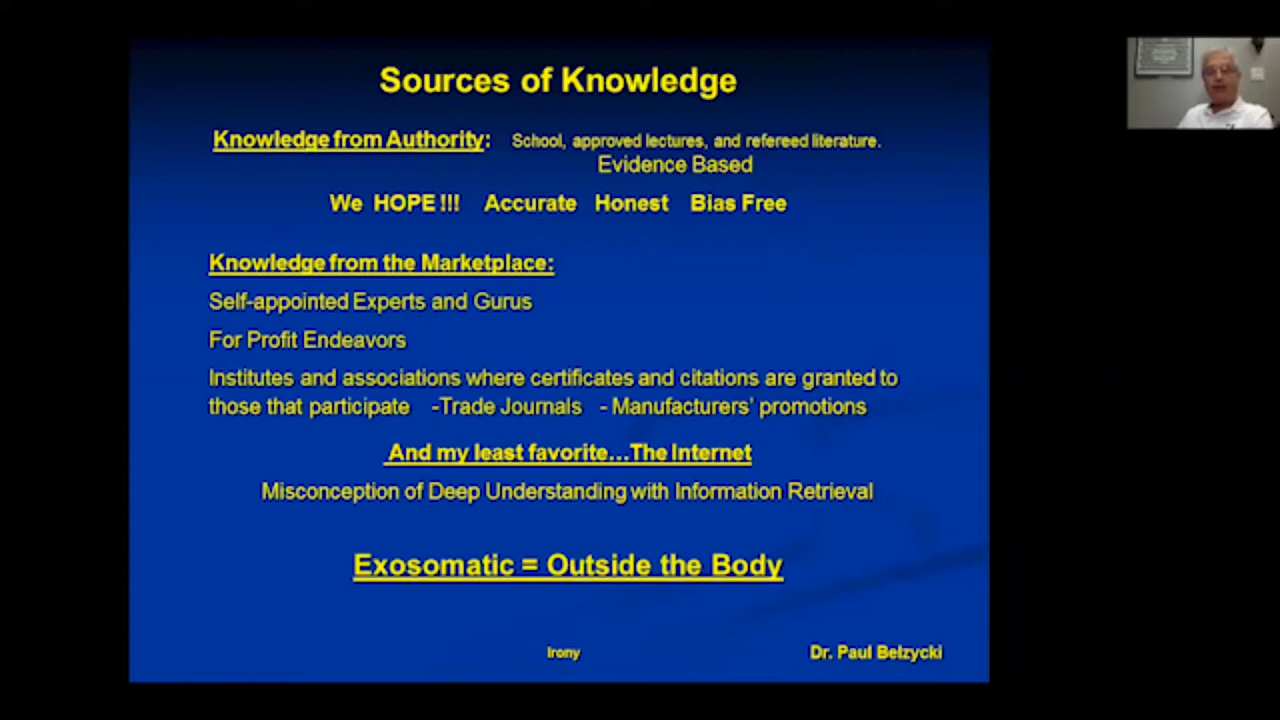 Sources of Knowledge
Knowledge from Authority: School, approved lectures, and refereed literature.
Evidence Based
We HOPE !!! Accurate Honest Bias Free
Knowledge from the Marketplace:
Self-appointed Experts and Gurus
For Profit Endeavors
Institutes and associations where certificates and citations are granted to
those that participate -Trade Journals - Manufacturers' promotions
And my least favorite...The Internet
Misconception of Deep Understanding with Information Retrieval
Exosomatic = Outside the Body
Irony
Dr. Paul Belzycki